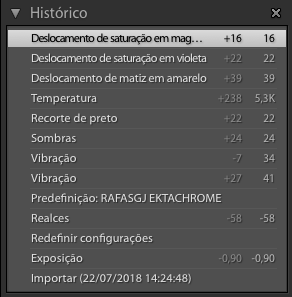 Histórico
Deslocamento de saturação em mag... +16 16
Deslocamento de saturação em violeta +22 22
Deslocamento de matiz em amarelo +39 39
Temperatura +238 5,3K
Recorte de preto +22 22
Sombras +24 24
Vibração -7 34
Vibração +27 41
Predefinição: RAFASGJ EKTACHROME
Realces -58 -58
Redefinir configurações
Exposição -0,90 -0,90
Importar (22/07/2018 14:24:48)